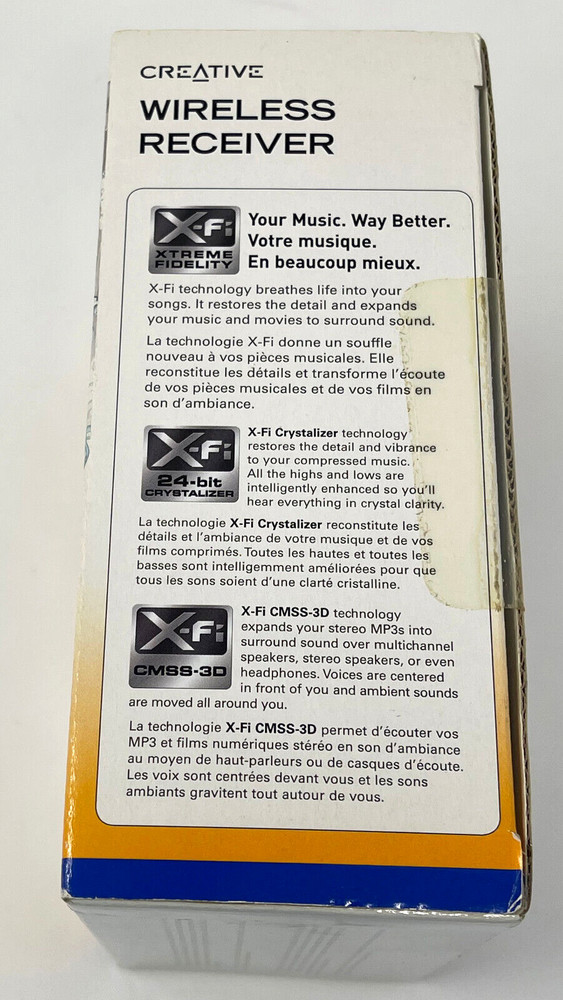 CREATIVE
WIRELESS
RECEIVER
X-Fi
XTREME
FIDELITY
Your Music. Way Better.
Votre musique.
En beaucoup mieux.
X-Fi technology breathes life into your
songs. It restores the detail and expands
your music and movies to surround sound.
La technologie X-Fi donne un souffle
nouveau à vos pièces musicales. Elle
reconstitue les détails et transforme l'écoute
de vos pièces musicales et de vos films en
son d'ambiance.
X-Fi
24-bit
CRYSTALIZER
X-Fi Crystalizer technology
restores the detail and vibrance
to your compressed music.
All the highs and lows are
intelligently enhanced so you'll
hear everything in crystal clarity.
La technologie X-Fi Crystalizer reconstitute les
détails et l'ambiance de votre musique et de vos
films comprimés. Toutes les hautes et toutes les
basses sont intelligemment améliorées pour que
tous les sons soient d'une clarté cristalline.
X-Fi
CMSS-3D
X-Fi CMSS-3D technology
expands your stereo MP3s into
surround sound over multichannel
speakers, stereo speakers, or even
headphones. Voices are centered
in front of you and ambient sounds
are moved all around you.
La technologie X-Fi CMSS-3D permet d'écouter vos
MP3 et films numériques stéréo en son d'ambiance
au moyen de haut-parleurs ou de casques d'écoute.
Les voix sont centrées devant vous et les sons
ambiants gravitent tout autour de vous.